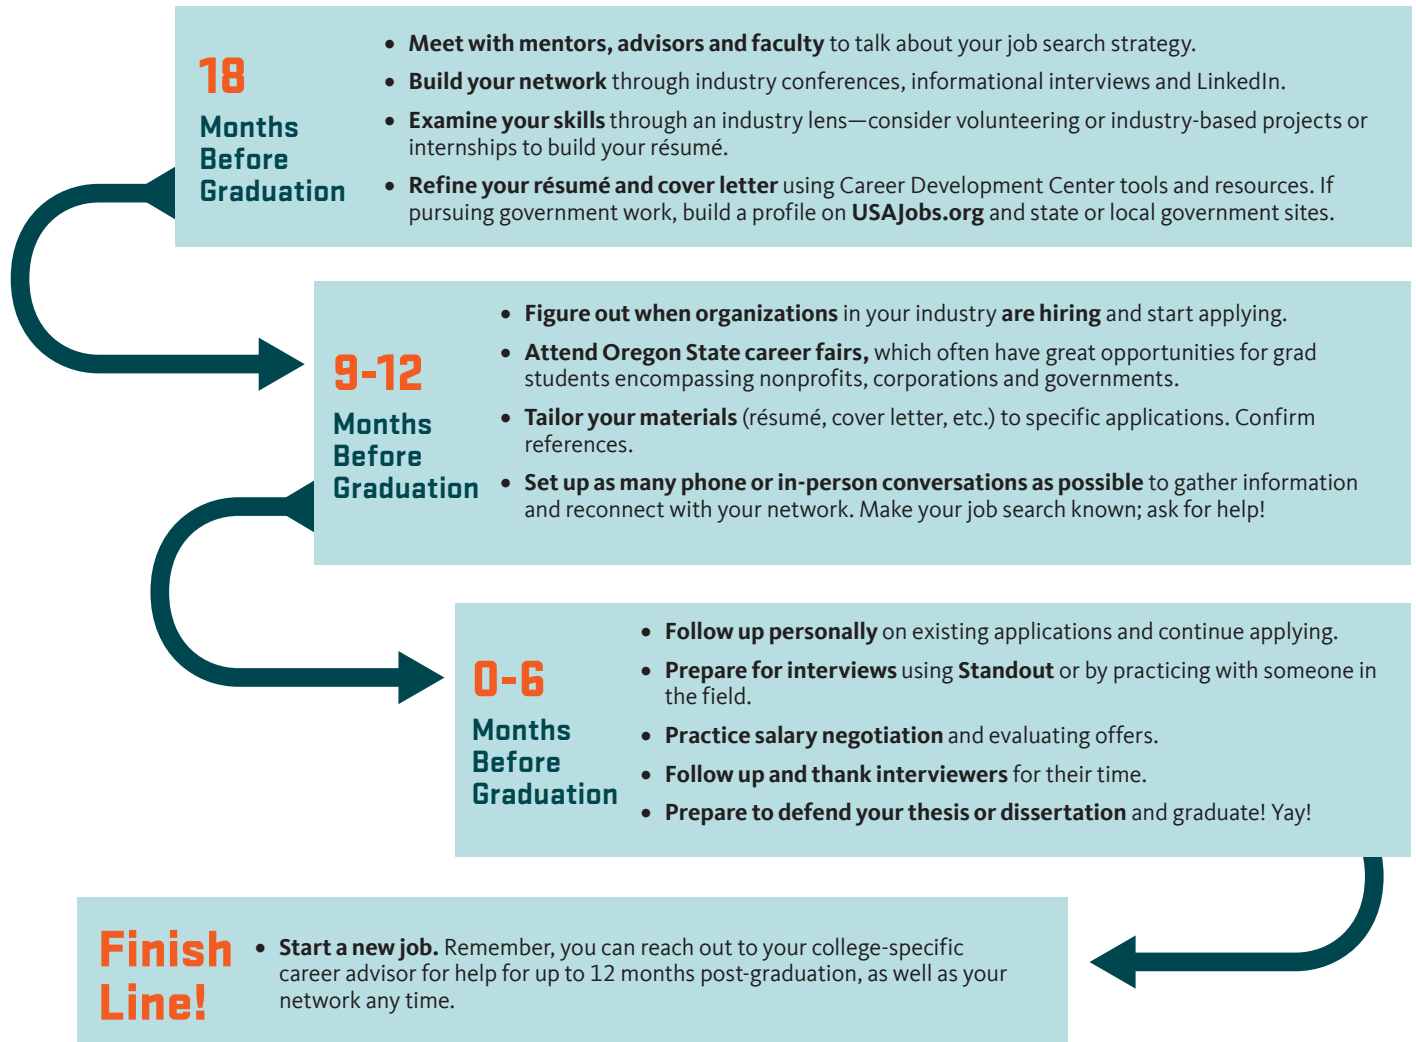 18
Months
Before
Graduation
• Meet with mentors, advisors and faculty to talk about your job search strategy.
• Build your network through industry conferences, informational interviews and LinkedIn.
• Examine your skills through an industry lens—consider volunteering or industry-based projects or
internships to build your résumé.
• Refine your résumé and cover letter using Career Development Center tools and resources. If
pursuing government work, build a profile on USAJobs.org and state or local government sites.
9-12
Months
Before
Graduation
• Figure out when organizations in your industry are hiring and start applying.
• Attend Oregon State career fairs, which often have great opportunities for grad
students encompassing nonprofits, corporations and governments.
• Tailor your materials (résumé, cover letter, etc.) to specific applications. Confirm
references.
• Set up as many phone or in-person conversations as possible to gather information
and reconnect with your network. Make your job search known; ask for help!
0-6
Months
Before
Graduation
• Follow up personally on existing applications and continue applying.
• Prepare for interviews using Standout or by practicing with someone in
the field.
• Practice salary negotiation and evaluating offers.
• Follow up and thank interviewers for their time.
• Prepare to defend your thesis or dissertation and graduate! Yay!
Finish
Line!
• Start a new job. Remember, you can reach out to your college-specific
career advisor for help for up to 12 months post-graduation, as well as your
network any time.